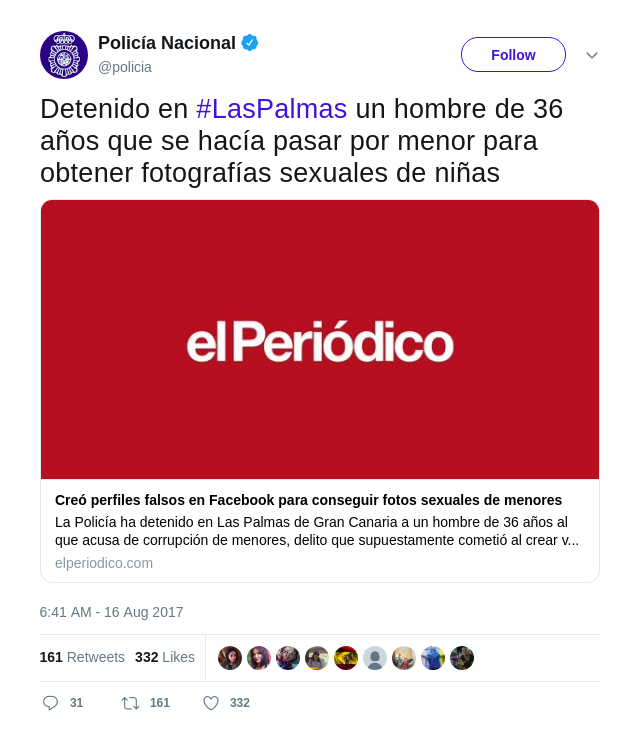 Policía Nacional
@policia
Follow
Detenido en #LasPalmas un hombre de 36
años que se hacía pasar por menor para
obtener fotografías sexuales de niñas
elPeriódico
Creó perfiles falsos en Facebook para conseguir fotos sexuales de menores
La Policía ha detenido en Las Palmas de Gran Canaria a un hombre de 36 años al
que acusa de corrupción de menores, delito que supuestamente cometió al crear v...
elperiodico.com
6:41 AM - 16 Aug 2017
161 Retweets 332 Likes
31 161 332